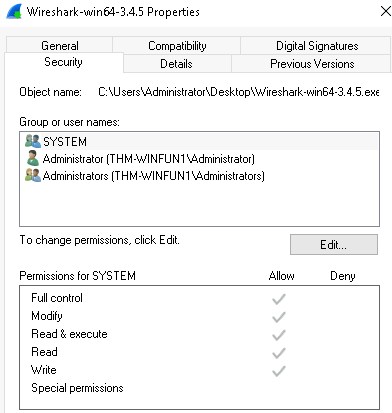 Wireshark-win64-3.4.5 Properties
General Compatibility Digital Signatures
Security Details Previous Versions
Object name: C:\Users\Administrator\Desktop\Wireshark-win64-3.4.5.exe
Group or user names:
SYSTEM
Administrator (THM-WINFUN1\Administrator)
Administrators (THM-WINFUN1\Administrators)
To change permissions, click Edit.
Edit...
Permissions for SYSTEM Allow Deny
Full control
Modify
Read & execute
Read
Write
Special permissions